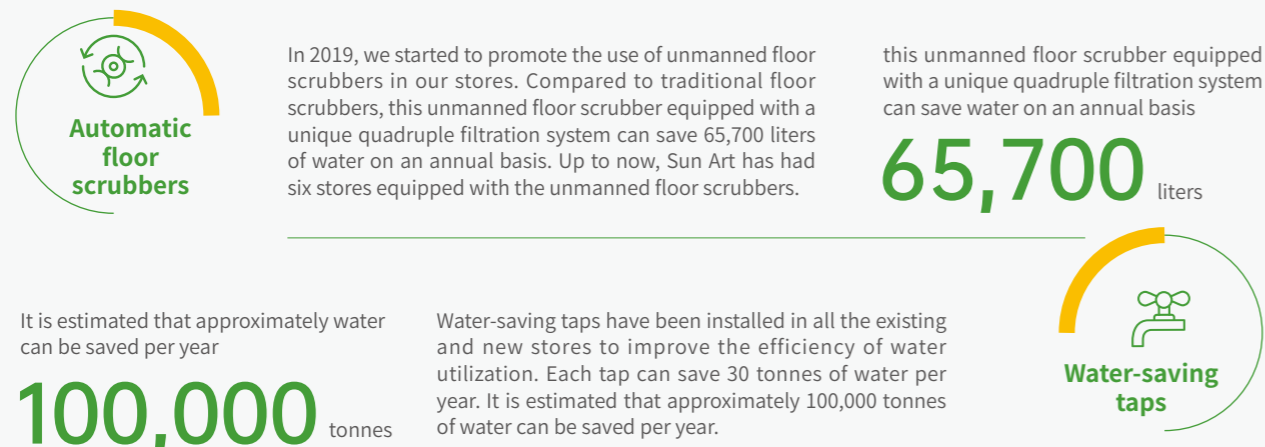 Automatic
floor
scrubbers
In 2019, we started to promote the use of unmanned floor
scrubbers in our stores. Compared to traditional floor
scrubbers, this unmanned floor scrubber equipped with a
unique quadruple filtration system can save 65,700 liters
of water on an annual basis. Up to now, Sun Art has had
six stores equipped with the unmanned floor scrubbers.
this unmanned floor scrubber equipped
with a unique quadruple filtration system
can save water on an annual basis
65,700 liters
It is estimated that approximately water
can be saved per year
100,000 tonnes
Water-saving taps have been installed in all the existing
and new stores to improve the efficiency of water
utilization. Each tap can save 30 tonnes of water per
year. It is estimated that approximately 100,000 tonnes
of water can be saved per year.
Water-saving
taps